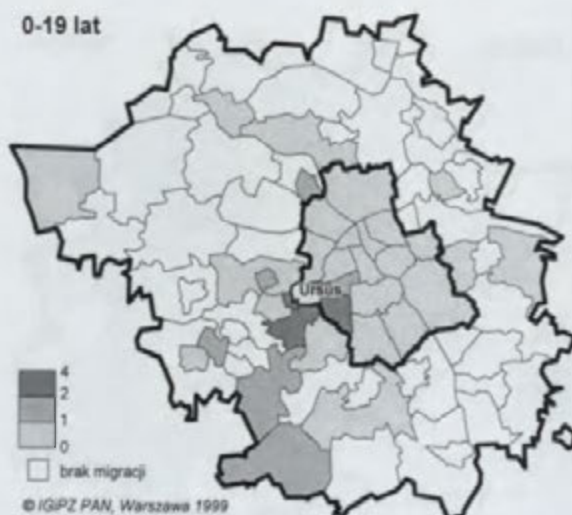 0-19 lat
Ursus
4
2
1
0
brak migracji
© IGiPZ PAN, Warszawa 1999